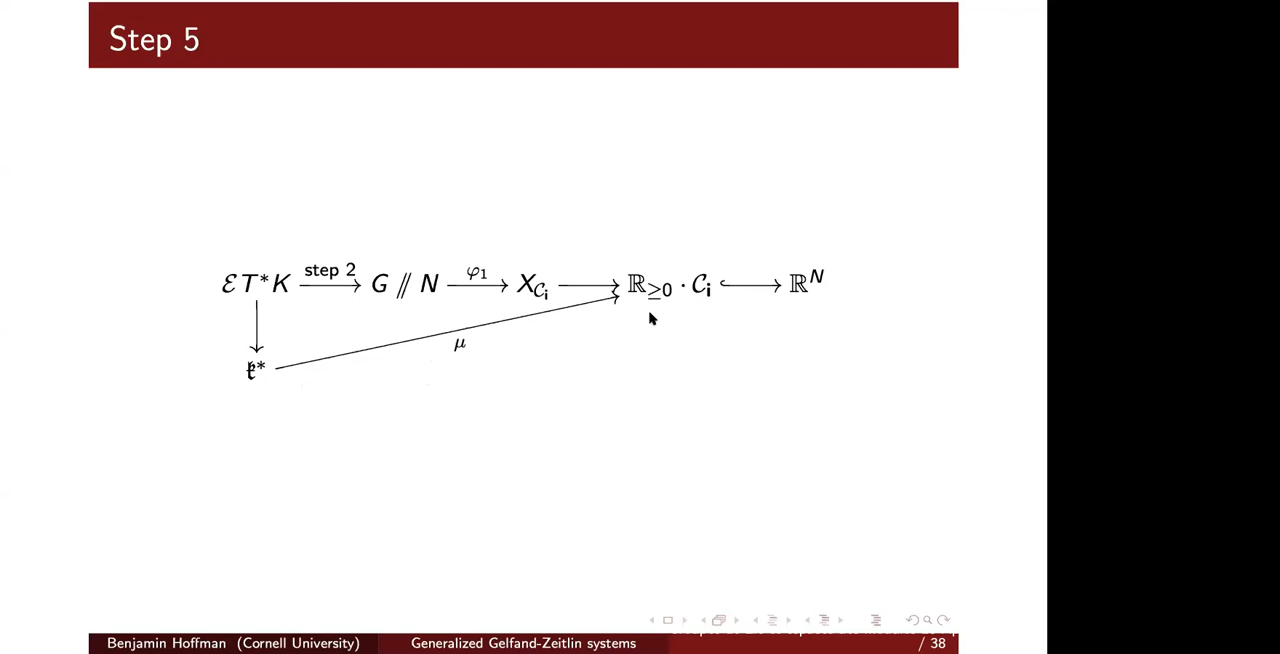 Step 5
ℰT*K step 2 → G ⫽ N φ₁ → X_{𝒞_𝐢} → ℝ≥0 · 𝒞_𝐢 ↪ ℝᴺ
μ
𝔨*
Benjamin Hoffman (Cornell University) Generalized Gelfand-Zeitlin systems / 38